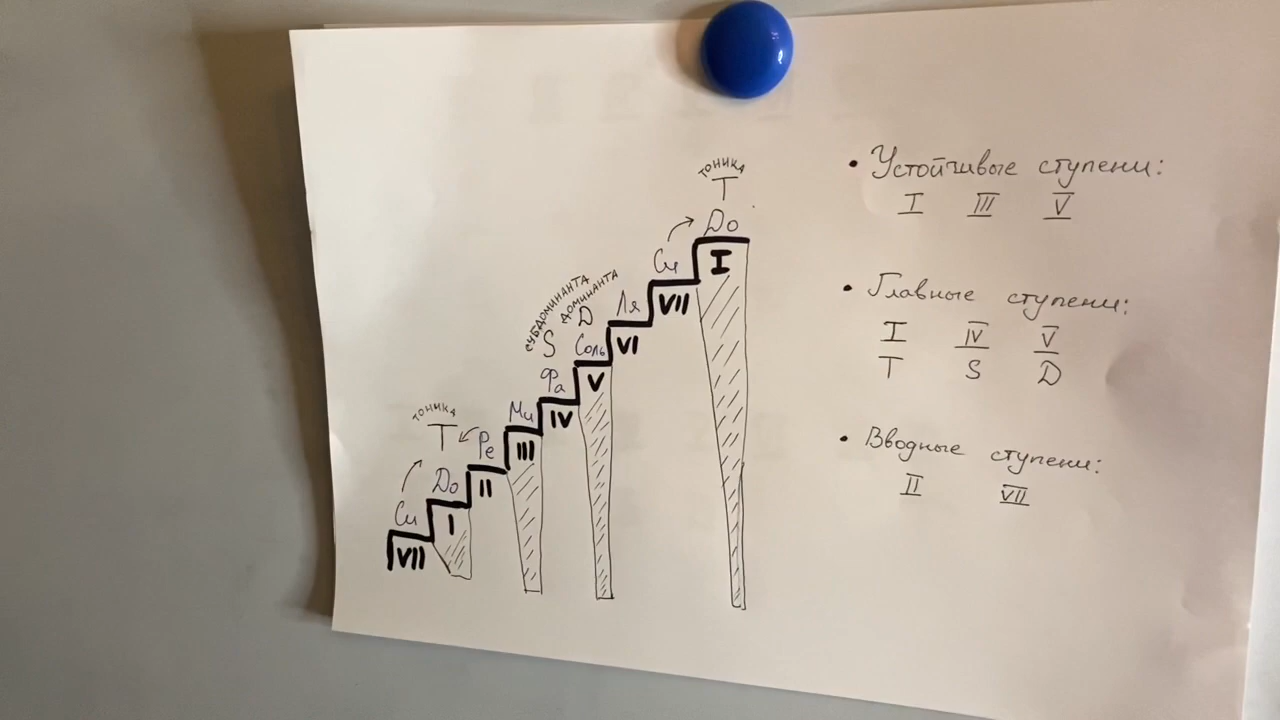 ТОНИКА
T
До
I
Си
VII
Ля
VI
СУБДОМИНАНТА
ДОМИНАНТА
S
D
Соль
V
Фа
IV
Ми
III
ТОНИКА
T
Ре
II
До
I
Си
VII
• Устойчивые ступени:
I III V
• Главные ступени:
I IV V
T S D
• Вводные ступени:
II VII